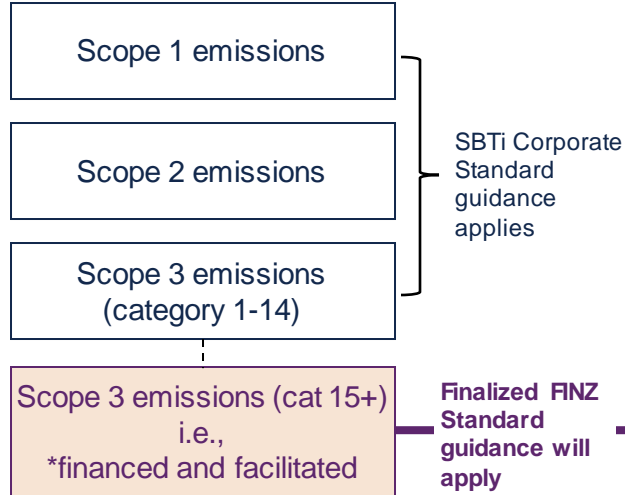 Scope 1 emissions
Scope 2 emissions
Scope 3 emissions
(category 1-14)
SBTi Corporate
Standard
guidance
applies
Scope 3 emissions (cat 15+)
i.e.,
*financed and facilitated
Finalized FINZ
Standard
guidance will
apply